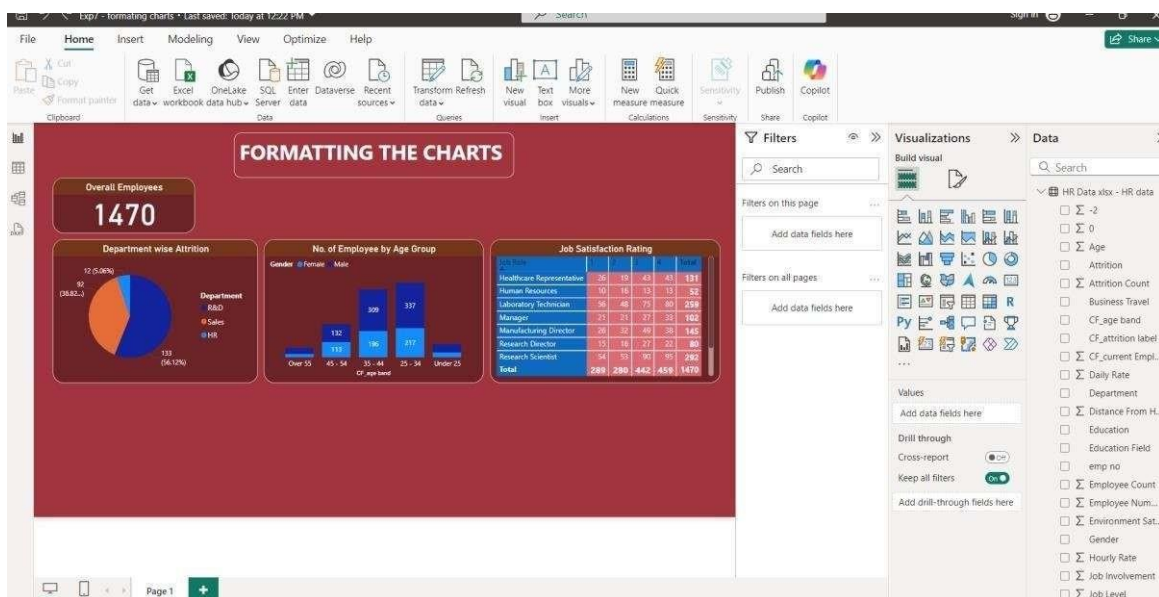 Exp7 - formating charts • Last saved: Today at 12:22 PM
Search
Sign in
File Home Insert Modeling View Optimize Help
Share
Paste
Cut
Copy
Format painter
Clipboard
Get data
Excel workbook
OneLake data hub
SQL Server
Enter data
Dataverse
Recent sources
Data
Transform data
Refresh
Queries
New visual
Text box
More visuals
Insert
New measure
Quick measure
Calculations
Sensitivity
Sensitivity
Publish
Share
Copilot
Copilot
FORMATTING THE CHARTS
Overall Employees
1470
Department wise Attrition
12 (5.06%)
92
(38.82...)
133
(56.12%)
Department
R&D
Sales
HR
No. of Employee by Age Group
Gender Female Male
132 309 337
113 196 217
Over 55 45 - 54 35 - 44 25 - 34 Under 25
CF_age band
Job Satisfaction Rating
Job Role 1 2 3 4 Total
Healthcare Representative 26 19 43 43 131
Human Resources 10 16 13 13 52
Laboratory Technician 56 48 75 80 259
Manager 21 21 27 33 102
Manufacturing Director 26 32 49 38 145
Research Director 15 16 27 22 80
Research Scientist 54 53 90 95 292
Total 289 280 442 459 1470
Filters
Search
Filters on this page ...
Add data fields here
Filters on all pages ...
Add data fields here
Visualizations
Build visual
R
Py
...
Values
Add data fields here
Drill through
Cross-report Off
Keep all filters On
Add drill-through fields here
Data
Search
HR Data xlsx - HR data
∑ -2
∑ 0
∑ Age
Attrition
∑ Attrition Count
Business Travel
CF_age band
CF_attrition label
∑ CF_current Empl...
∑ Daily Rate
Department
∑ Distance From H...
Education
Education Field
emp no
∑ Employee Count
∑ Employee Num...
∑ Environment Sat...
Gender
∑ Hourly Rate
∑ Job Involvement
∑ Job Level
Page 1